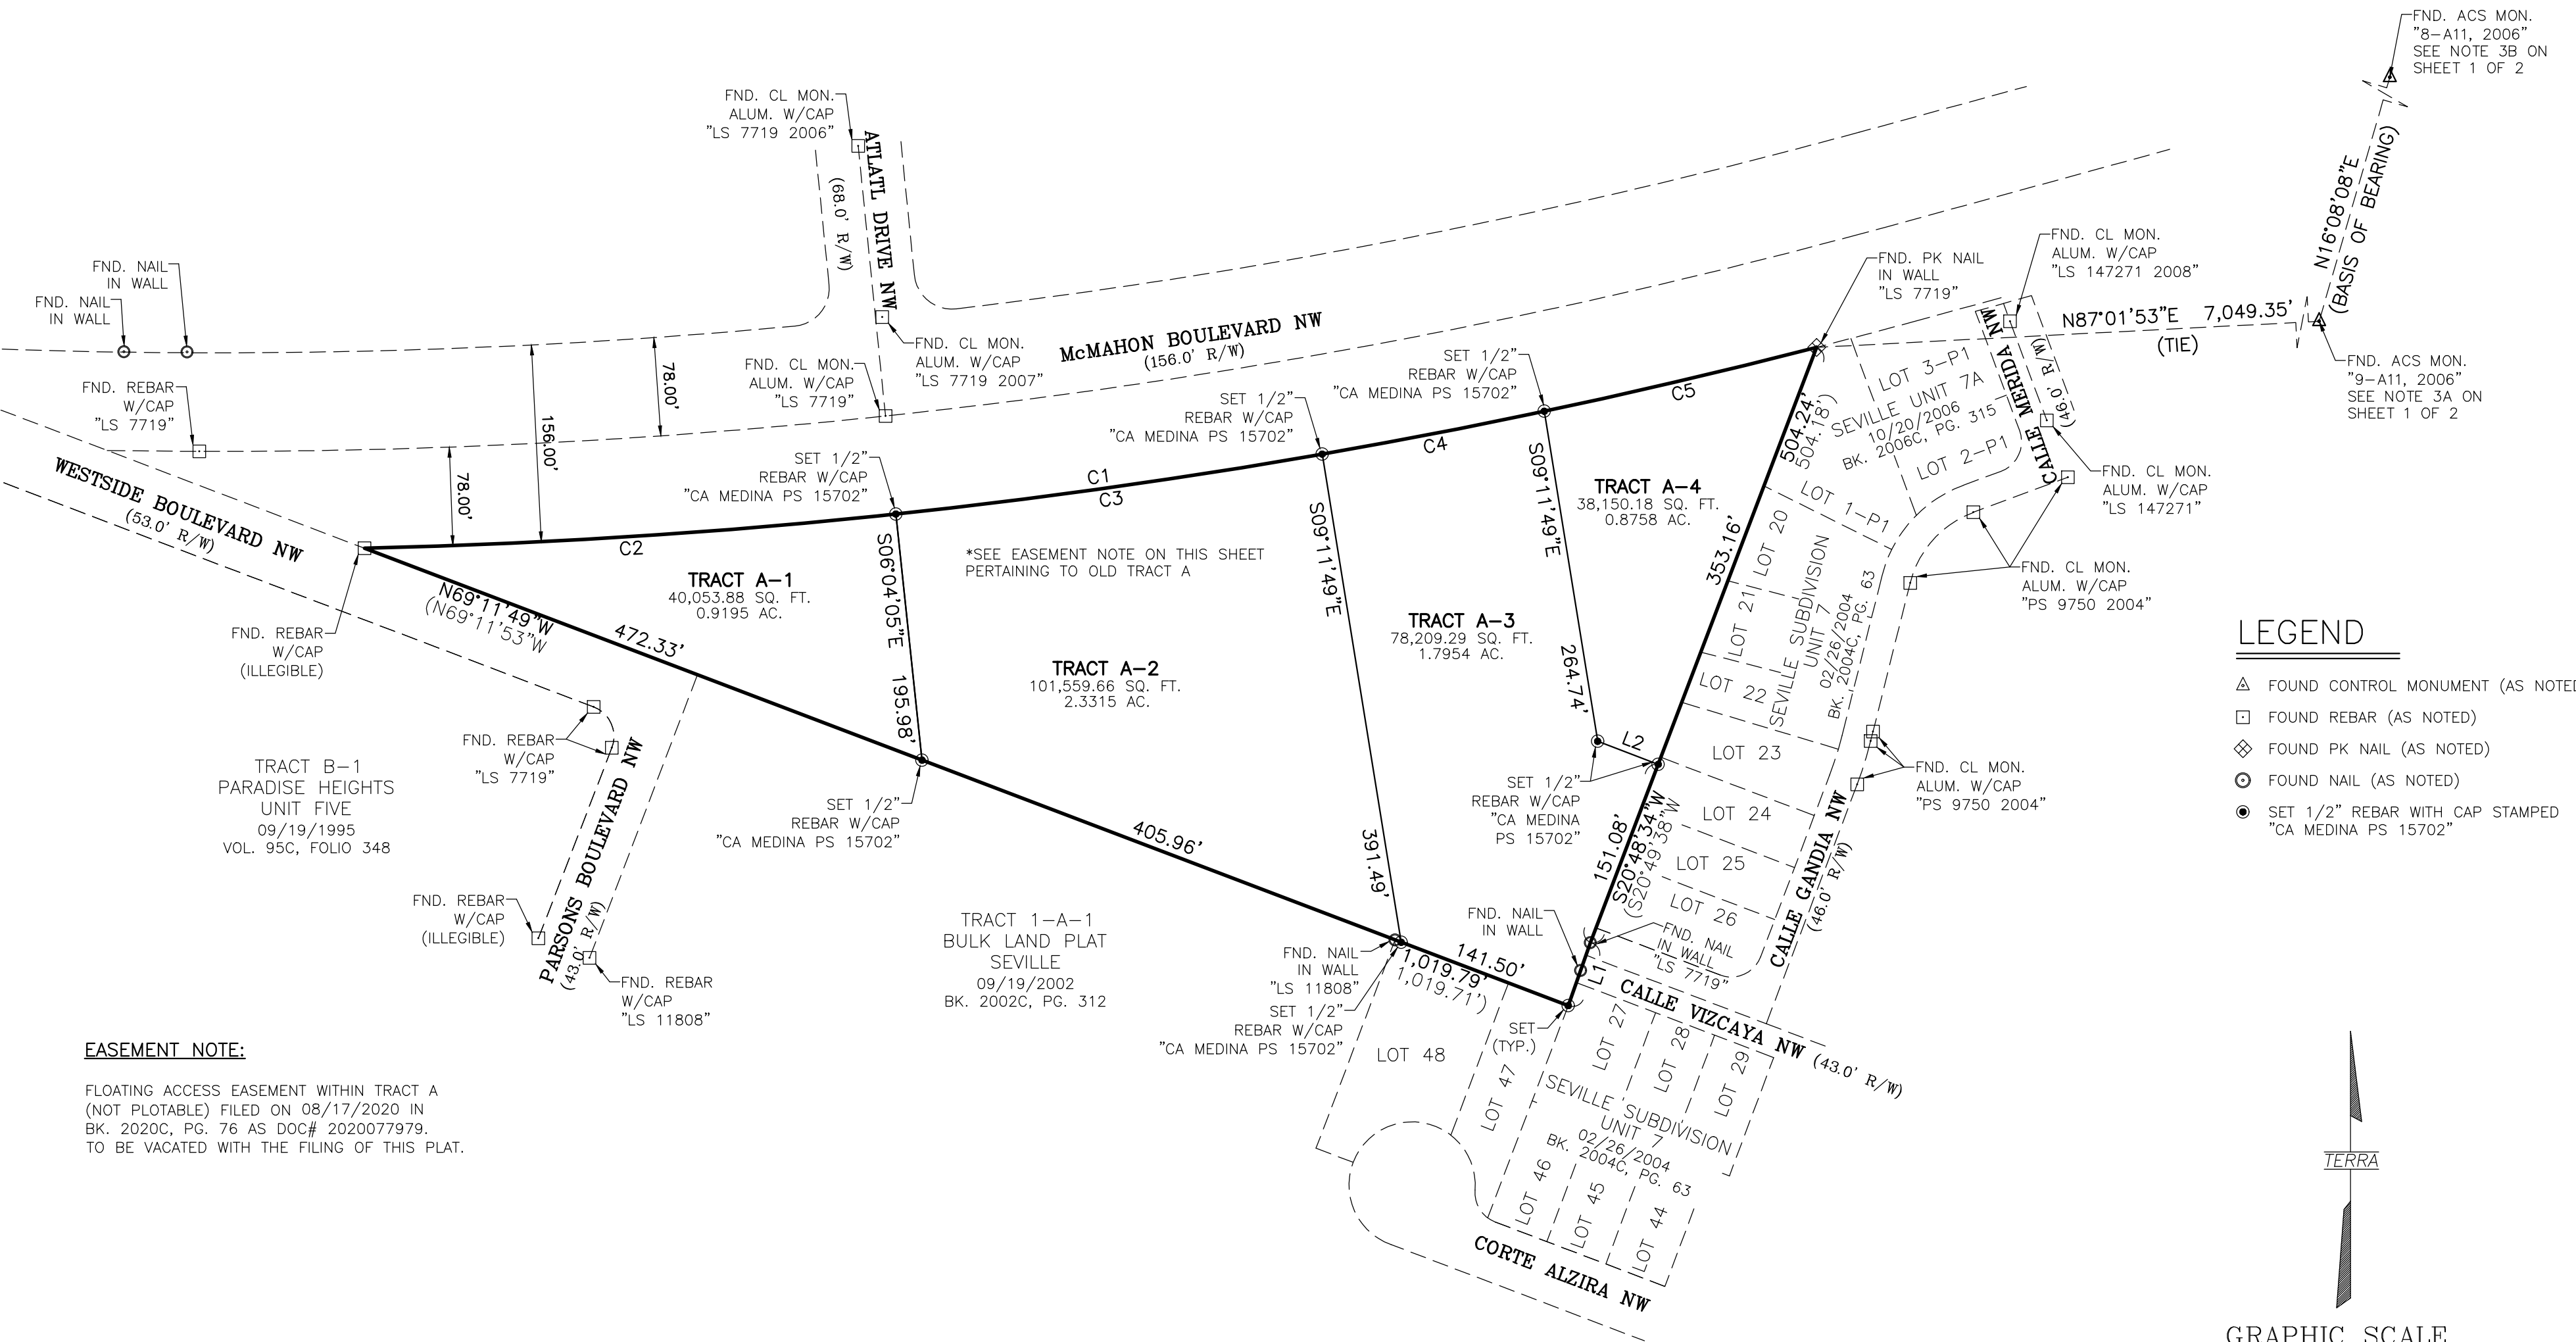 FND. ACS MON.
"8-A11, 2006"
SEE NOTE 3B ON
SHEET 1 OF 2
N16°08'08"E
(BASIS OF BEARING)
FND. CL MON.
ALUM. W/CAP
"LS 7719 2006"
ATLATL DRIVE NW
(68.0' R/W)
FND. NAIL
IN WALL
FND. NAIL
IN WALL
FND. REBAR
W/CAP
"LS 7719"
WESTSIDE BOULEVARD NW
(53.0' R/W)
78.00'
156.00'
78.00'
FND. CL MON.
ALUM. W/CAP
"LS 7719"
FND. CL MON.
ALUM. W/CAP
"LS 7719 2007"
McMAHON BOULEVARD NW
(156.0' R/W)
SET 1/2"
REBAR W/CAP
"CA MEDINA PS 15702"
SET 1/2"
REBAR W/CAP
"CA MEDINA PS 15702"
SET 1/2"
REBAR W/CAP
"CA MEDINA PS 15702"
FND. PK NAIL
IN WALL
"LS 7719"
FND. CL MON.
ALUM. W/CAP
"LS 147271 2008"
N87°01'53"E 7,049.35'
(TIE)
FND. ACS MON.
"9-A11, 2006"
SEE NOTE 3A ON
SHEET 1 OF 2
C1
C2
C3
C4
C5
CALLE MERIDA NW
(46.0' R/W)
LOT 3-P1
SEVILLE UNIT 7A
10/20/2006
BK. 2006C, PG. 315
LOT 2-P1
LOT 1-P1
FND. CL MON.
ALUM. W/CAP
"LS 147271"
FND. CL MON.
ALUM. W/CAP
"PS 9750 2004"
504.24'
(504.18')
353.16'
FND. REBAR
W/CAP
(ILLEGIBLE)
N69°11'49"W
(N69°11'53"W
472.33'
TRACT A-1
40,053.88 SQ. FT.
0.9195 AC.
S06°04'05"E 195.98'
*SEE EASEMENT NOTE ON THIS SHEET
PERTAINING TO OLD TRACT A
TRACT A-2
101,559.66 SQ. FT.
2.3315 AC.
S09°11'49"E
391.49'
TRACT A-3
78,209.29 SQ. FT.
1.7954 AC.
S09°11'49"E
264.74'
TRACT A-4
38,150.18 SQ. FT.
0.8758 AC.
L2
LOT 20
LOT 21
LOT 22
LOT 23
LOT 24
LOT 25
LOT 26
SEVILLE SUBDIVISION
UNIT 7
02/26/2004
BK. 2004C, PG. 63
FND. CL MON.
ALUM. W/CAP
"PS 9750 2004"
CALLE GANDIA NW
(46.0' R/W)
LEGEND
FOUND CONTROL MONUMENT (AS NOTED
FOUND REBAR (AS NOTED)
FOUND PK NAIL (AS NOTED)
FOUND NAIL (AS NOTED)
SET 1/2" REBAR WITH CAP STAMPED
"CA MEDINA PS 15702"
TRACT B-1
PARADISE HEIGHTS
UNIT FIVE
09/19/1995
VOL. 95C, FOLIO 348
FND. REBAR
W/CAP
"LS 7719"
PARSONS BOULEVARD NW
(43.0' R/W)
FND. REBAR
W/CAP
(ILLEGIBLE)
FND. REBAR
W/CAP
"LS 11808"
SET 1/2"
REBAR W/CAP
"CA MEDINA PS 15702"
405.96'
SET 1/2"
REBAR W/CAP
"CA MEDINA
PS 15702"
151.08'
S20°48'34"W
(S20°49'38"W
TRACT 1-A-1
BULK LAND PLAT
SEVILLE
09/19/2002
BK. 2002C, PG. 312
FND. NAIL
IN WALL
"LS 11808"
SET 1/2"
REBAR W/CAP
"CA MEDINA PS 15702"
FND. NAIL
IN WALL
141.50'
1,019.79'
1,019.71')
FND. NAIL
IN WALL
"LS 7719"
L1
SET
(TYP.)
CALLE VIZCAYA NW (43.0' R/W)
LOT 48
LOT 47
LOT 27
LOT 28
LOT 29
SEVILLE SUBDIVISION
UNIT 7
02/26/2004
BK. 2004C, PG. 63
LOT 46
LOT 45
LOT 44
CORTE ALZIRA NW
EASEMENT NOTE:
FLOATING ACCESS EASEMENT WITHIN TRACT A
(NOT PLOTABLE) FILED ON 08/17/2020 IN
BK. 2020C, PG. 76 AS DOC# 2020077979.
TO BE VACATED WITH THE FILING OF THIS PLAT.
TERRA
GRAPHIC SCALE